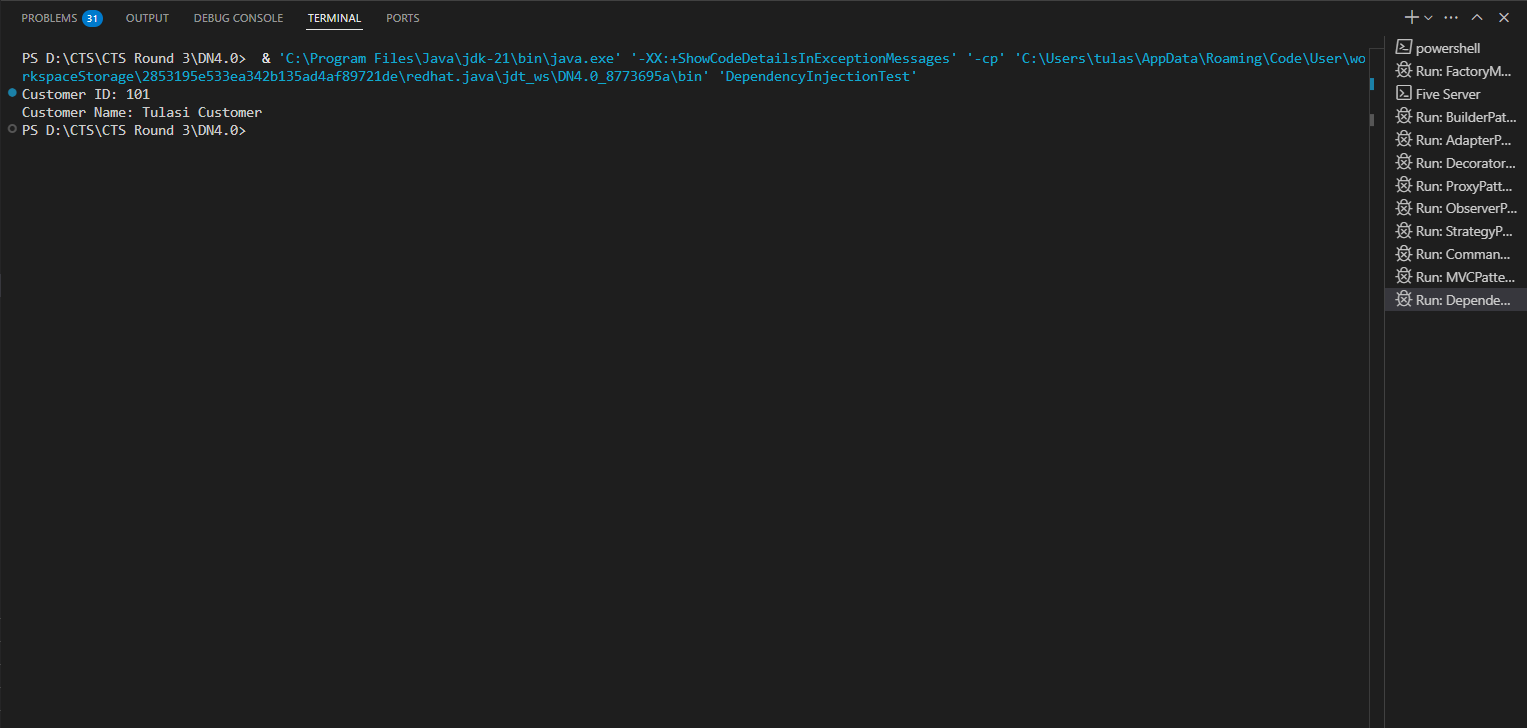 PROBLEMS 31 OUTPUT DEBUG CONSOLE TERMINAL PORTS
PS D:\CTS\CTS Round 3\DN4.0>  & 'C:\Program Files\Java\jdk-21\bin\java.exe' '-XX:+ShowCodeDetailsInExceptionMessages' '-cp' 'C:\Users\tulas\AppData\Roaming\Code\User\wo
rkspaceStorage\2853195e533ea342b135ad4af89721de\redhat.java\jdt_ws\DN4.0_8773695a\bin' 'DependencyInjectionTest'
Customer ID: 101
Customer Name: Tulasi Customer
PS D:\CTS\CTS Round 3\DN4.0>
powershell
Run: FactoryM...
Five Server
Run: BuilderPat...
Run: AdapterP...
Run: Decorator...
Run: ProxyPatt...
Run: ObserverP...
Run: StrategyP...
Run: Comman...
Run: MVCPatte...
Run: Depende...